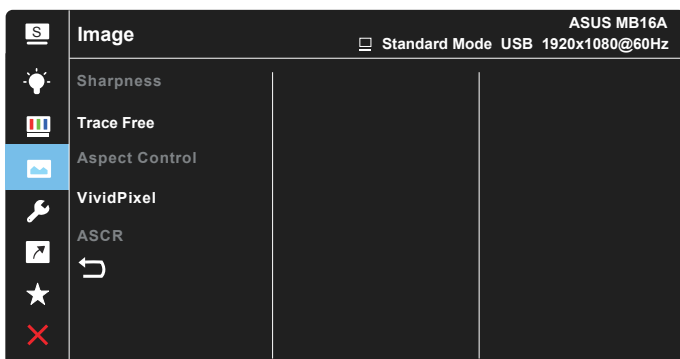 S
Image
ASUS MB16A
Standard Mode USB 1920x1080@60Hz
Sharpness
Trace Free
Aspect Control
VividPixel
ASCR